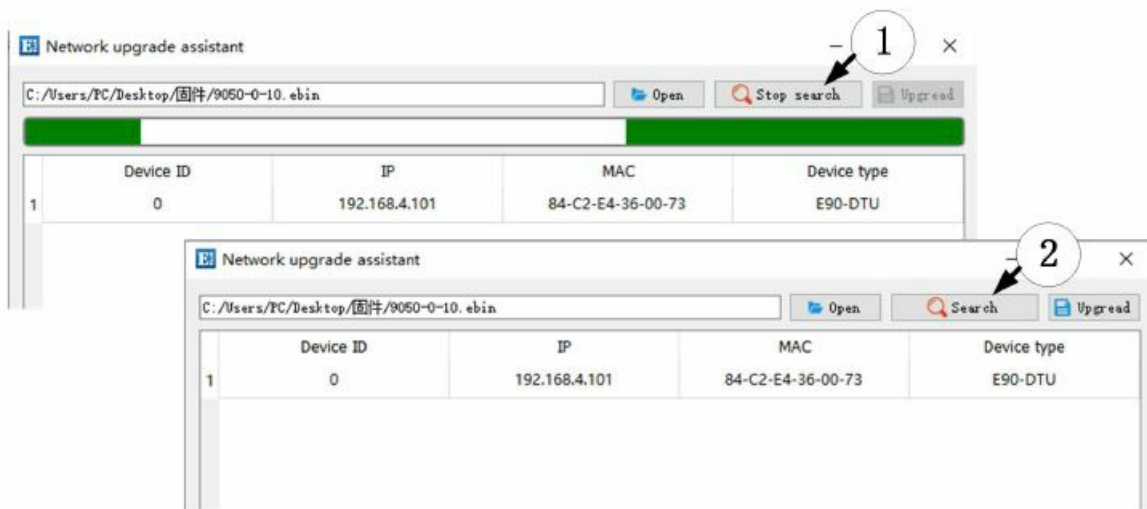 1
EI Network upgrade assistant
C:/Users/PC/Desktop/固件/9050-0-10.ebin Open Stop search Upgread
Device ID IP MAC Device type
1 0 192.168.4.101 84-C2-E4-36-00-73 E90-DTU
2
Network upgrade assistant
C:/Users/PC/Desktop/固件/9050-0-10.ebin Open Search Upgread
Device ID IP MAC Device type
1 0 192.168.4.101 84-C2-E4-36-00-73 E90-DTU